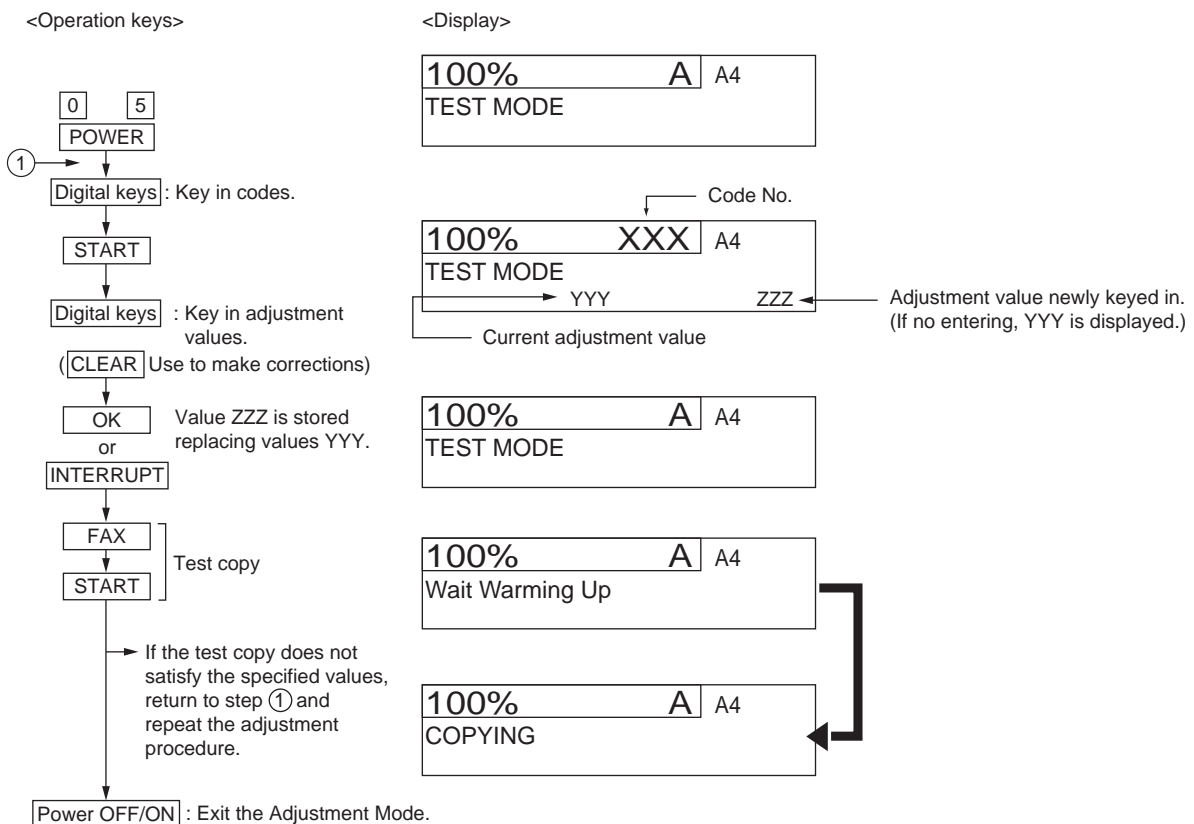 <Operation keys>
<Display>
100% A A4
TEST MODE
0 5
POWER
1
Digital keys : Key in codes.
Code No.
START
100% XXX A4
TEST MODE
YYY ZZZ
Adjustment value newly keyed in.
(If no entering, YYY is displayed.)
Current adjustment value
Digital keys : Key in adjustment
values.
(CLEAR Use to make corrections)
OK
or
INTERRUPT
Value ZZZ is stored
replacing values YYY.
100% A A4
TEST MODE
FAX
START
Test copy
100% A A4
Wait Warming Up
If the test copy does not
satisfy the specified values,
return to step 1 and
repeat the adjustment
procedure.
100% A A4
COPYING
Power OFF/ON : Exit the Adjustment Mode.